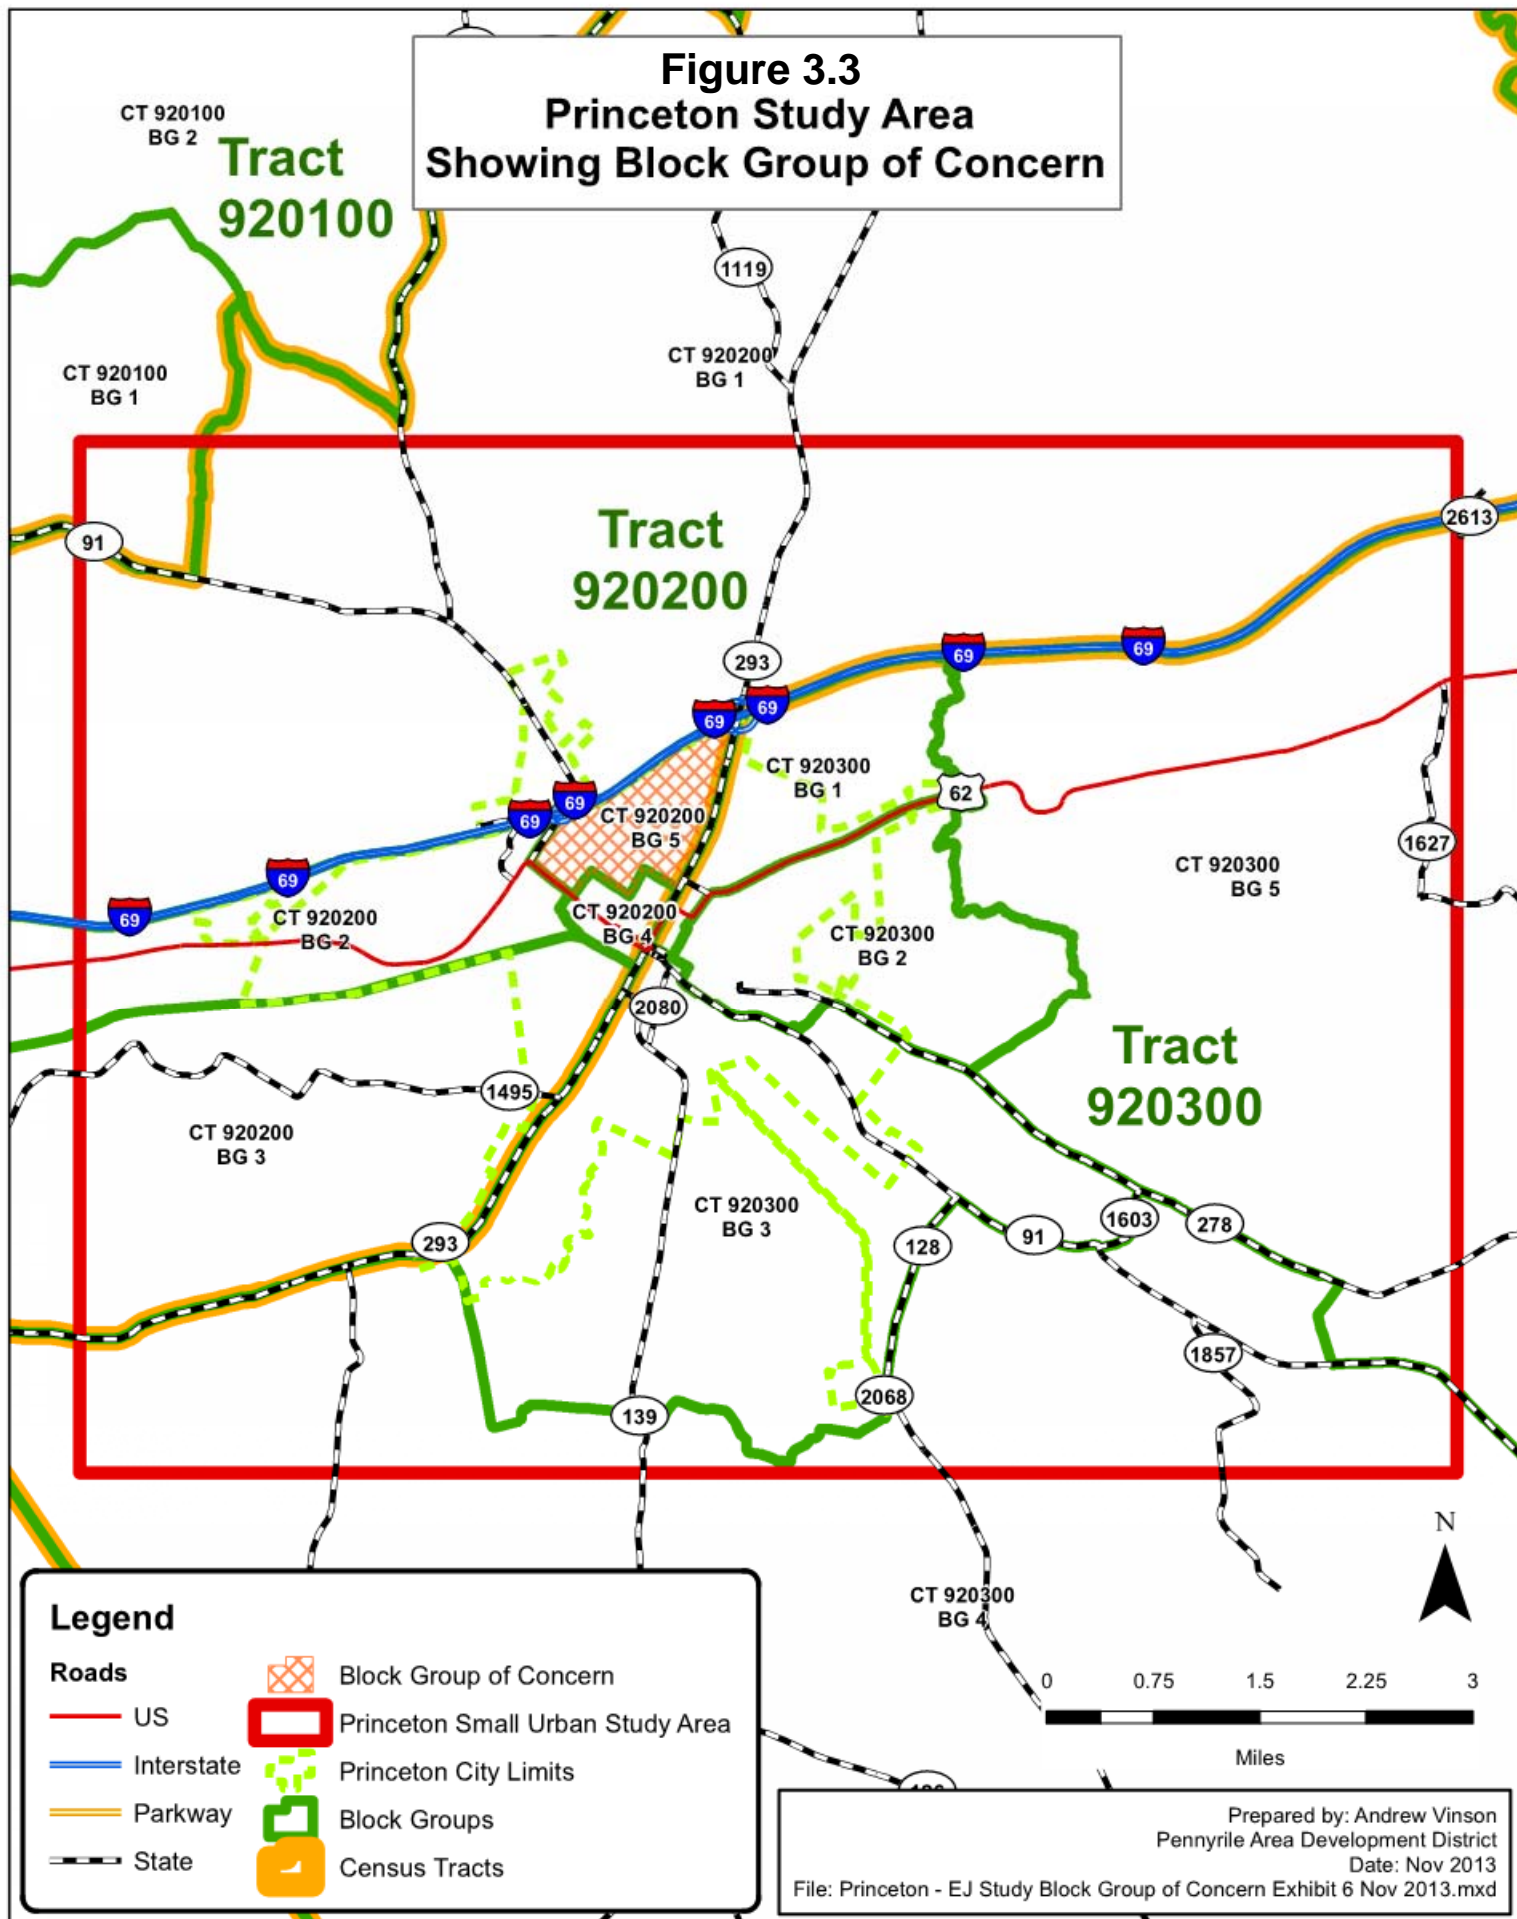 Figure 3.3
Princeton Study Area
Showing Block Group of Concern
CT 920100
BG 2
Tract
920100
1119
CT 920200
BG 1
CT 920100
BG 1
2613
91
Tract
920200
293
69
69
69
69
CT 920300
BG 1
62
69
69
CT 920200
BG 5
1627
CT 920300
BG 5
69
69
CT 920200
BG 2
CT 920200
BG 4
CT 920300
BG 2
2080
Tract
920300
1495
CT 920200
BG 3
CT 920300
BG 3
293
128
91
1603
278
1857
2068
139
N
CT 920300
BG 4
0 0.75 1.5 2.25 3
Miles
Legend
Roads
US
Interstate
Parkway
State
Block Group of Concern
Princeton Small Urban Study Area
Princeton City Limits
Block Groups
Census Tracts
Prepared by: Andrew Vinson
Pennyrile Area Development District
Date: Nov 2013
File: Princeton - EJ Study Block Group of Concern Exhibit 6 Nov 2013.mxd